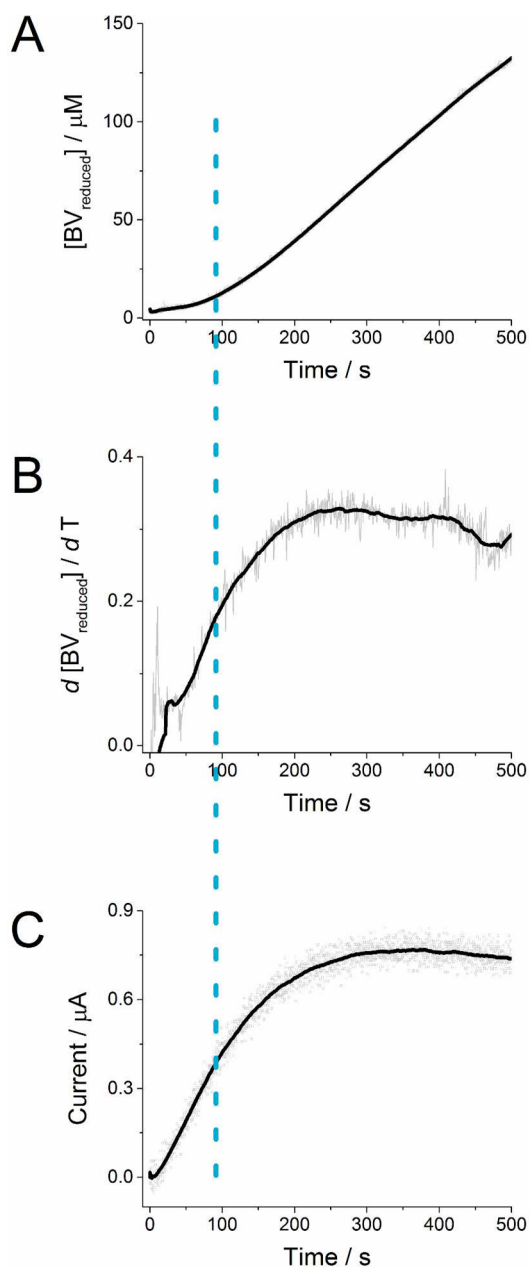 A
[BVreduced] / μM
150
100
50
0
0 100 200 300 400 500
Time / s
B
d [BVreduced] / d T
0.4
0.2
0.0
0 100 200 300 400 500
Time / s
C
Current / μA
0.9
0.6
0.3
0.0
0 100 200 300 400 500
Time / s